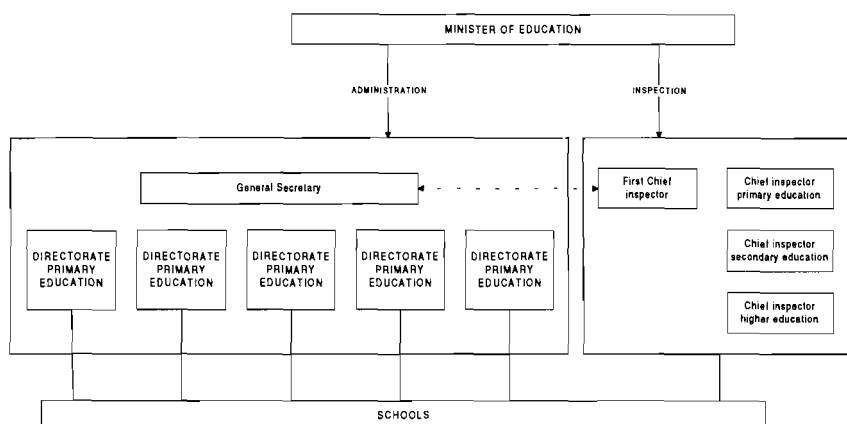 MINISTER OF EDUCATION
ADMINISTRATION
INSPECTION
General Secretary
First Chief
inspector
Chief inspector
primary education
DIRECTORATE
PRIMARY
EDUCATION
DIRECTORATE
PRIMARY
EDUCATION
DIRECTORATE
PRIMARY
EDUCATION
DIRECTORATE
PRIMARY
EDUCATION
DIRECTORATE
PRIMARY
EDUCATION
Chief inspector
secondary education
Chief inspector
higher education
SCHOOLS